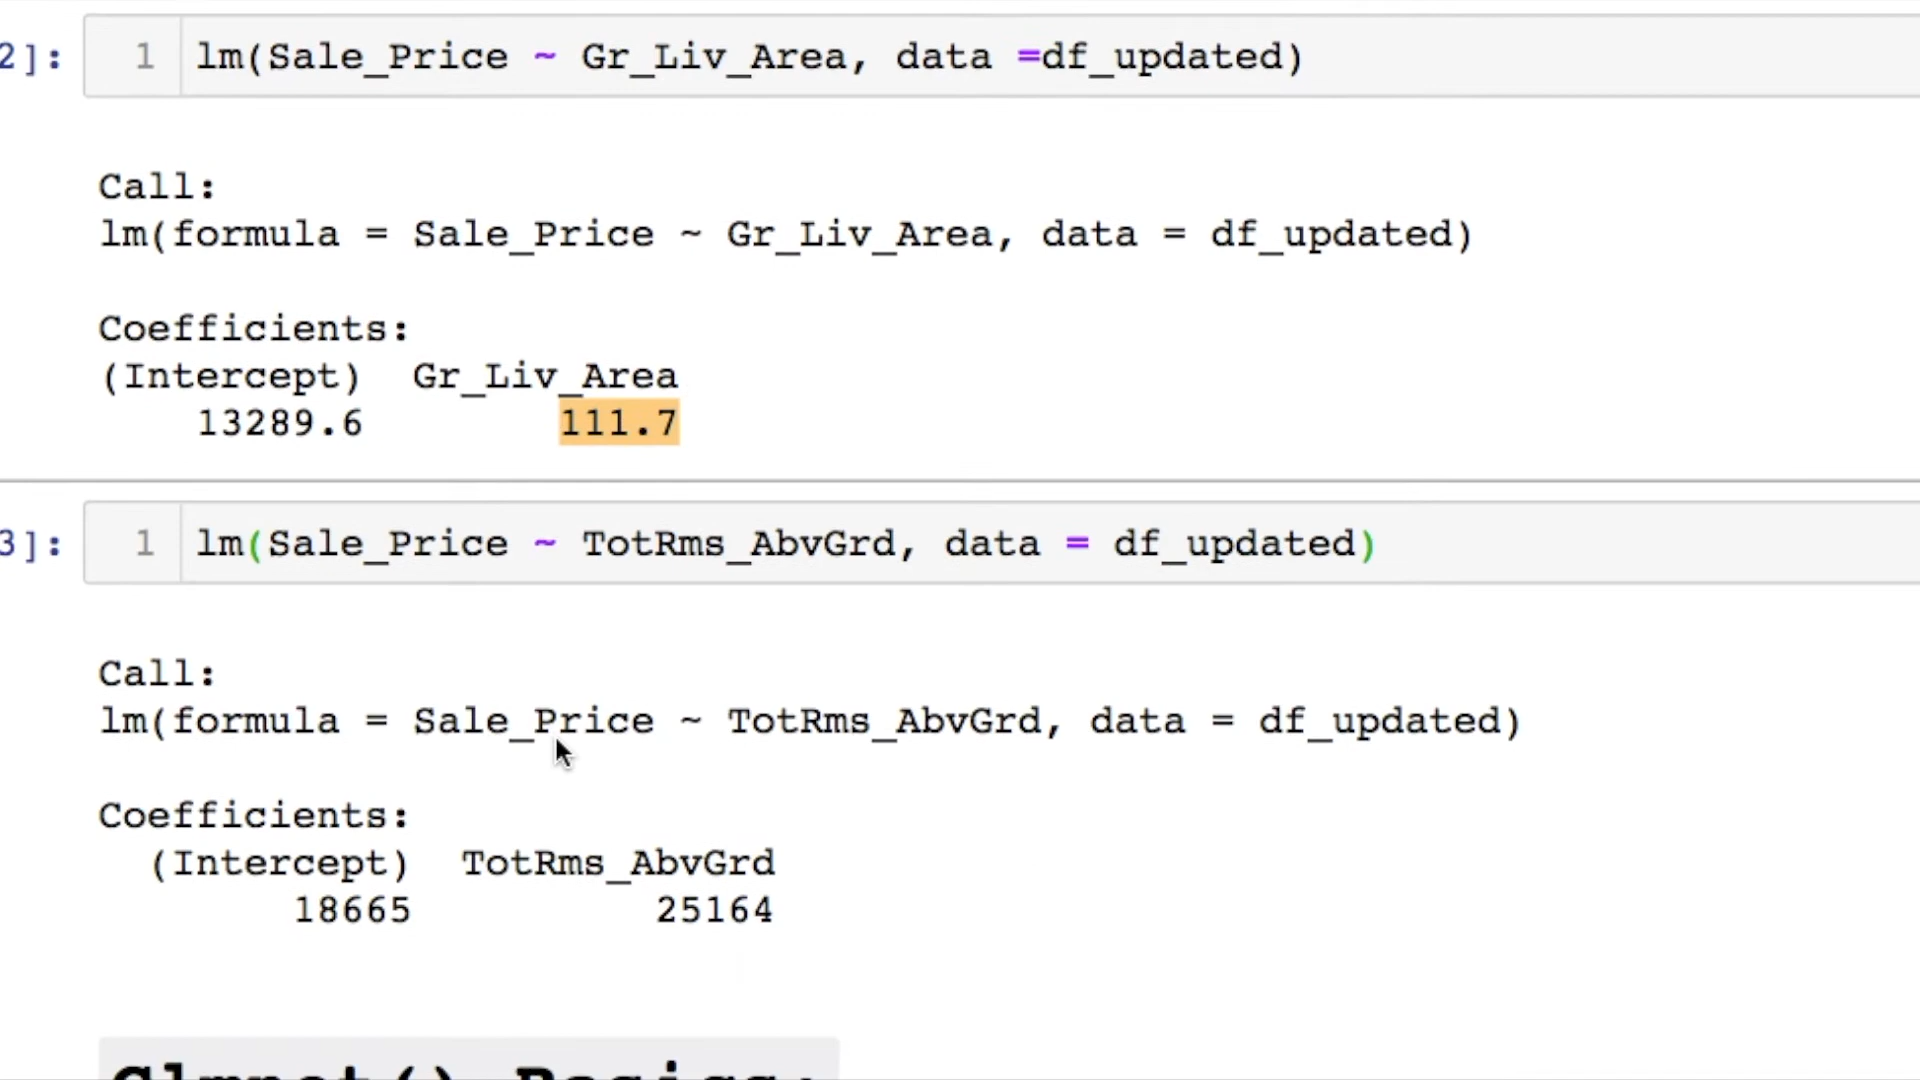 2]: 1 lm(Sale_Price ~ Gr_Liv_Area, data =df_updated)
Call:
lm(formula = Sale_Price ~ Gr_Liv_Area, data = df_updated)
Coefficients:
(Intercept) Gr_Liv_Area
13289.6 111.7
3]: 1 lm(Sale_Price ~ TotRms_AbvGrd, data = df_updated)
Call:
lm(formula = Sale_Price ~ TotRms_AbvGrd, data = df_updated)
Coefficients:
(Intercept) TotRms_AbvGrd
18665 25164
Glmnet() Basics: